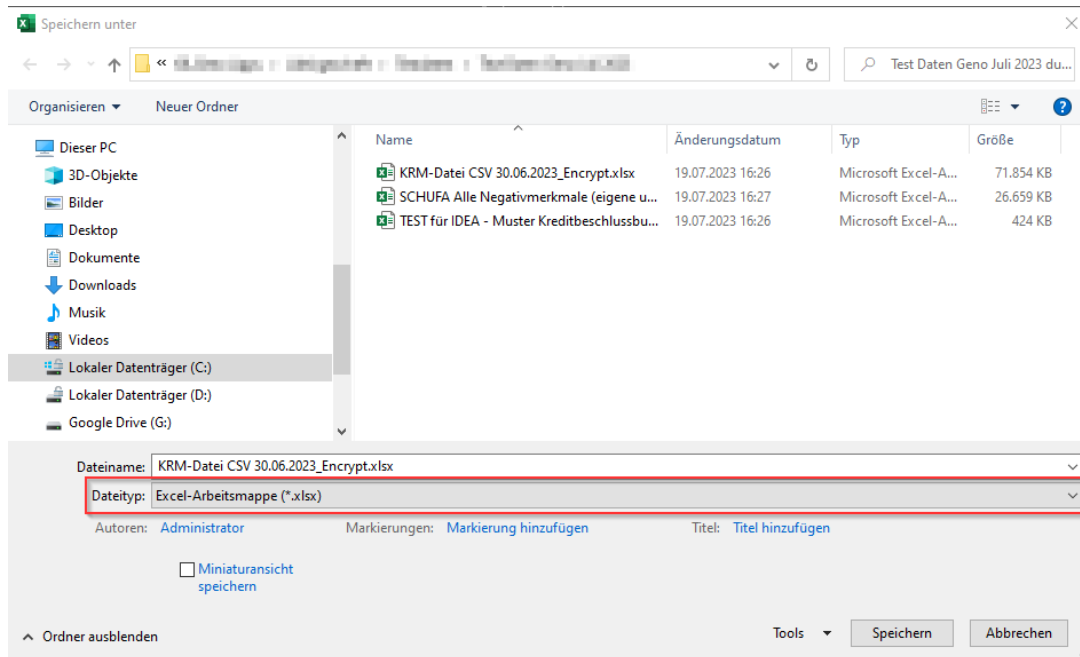 Speichern unter
«
Test Daten Geno Juli 2023 du...
Organisieren Neuer Ordner
Name Änderungsdatum Typ Größe
Dieser PC
3D-Objekte
Bilder
Desktop
Dokumente
Downloads
Musik
Videos
Lokaler Datenträger (C:)
Lokaler Datenträger (D:)
Google Drive (G:)
KRM-Datei CSV 30.06.2023_Encrypt.xlsx 19.07.2023 16:26 Microsoft Excel-A... 71.854 KB
SCHUFA Alle Negativmerkmale (eigene u... 19.07.2023 16:27 Microsoft Excel-A... 26.659 KB
TEST für IDEA - Muster Kreditbeschlussbu... 19.07.2023 16:26 Microsoft Excel-A... 424 KB
Dateiname: KRM-Datei CSV 30.06.2023_Encrypt.xlsx
Dateityp: Excel-Arbeitsmappe (*.xlsx)
Autoren: Administrator Markierungen: Markierung hinzufügen Titel: Titel hinzufügen
Miniaturansicht
speichern
Ordner ausblenden Tools Speichern Abbrechen